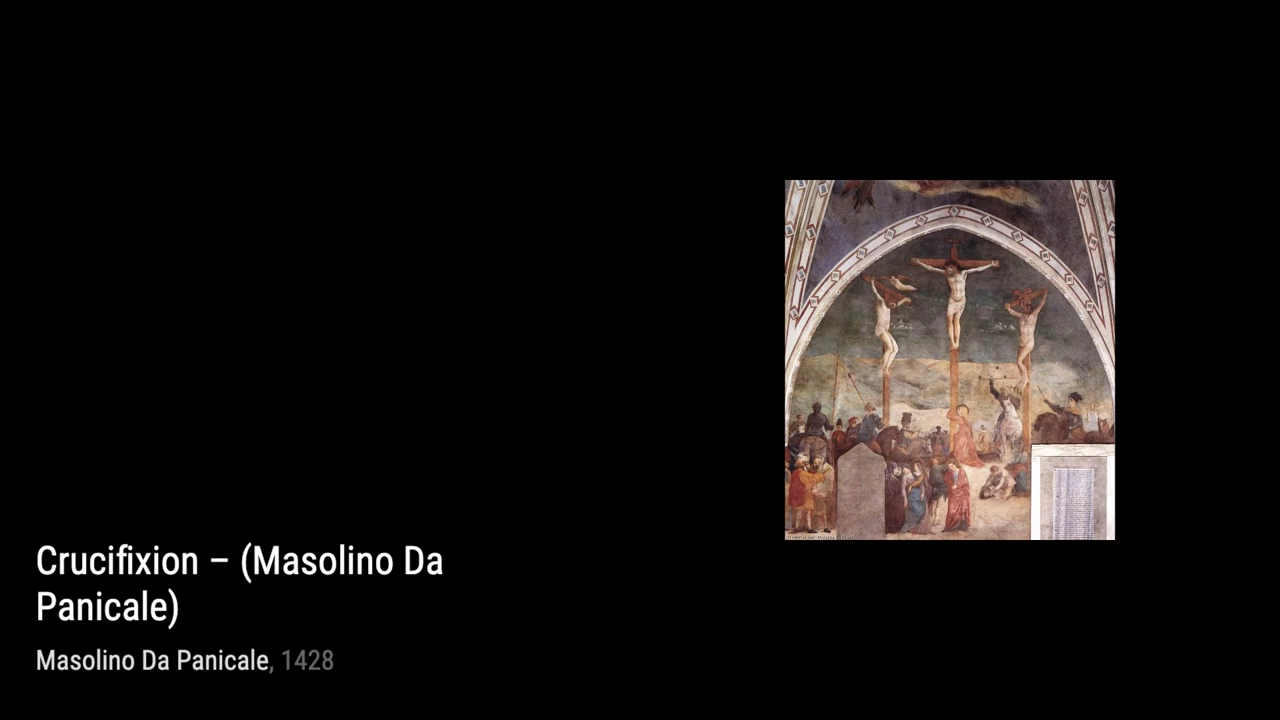 Crucifixion – (Masolino Da
Panicale)
Masolino Da Panicale, 1428